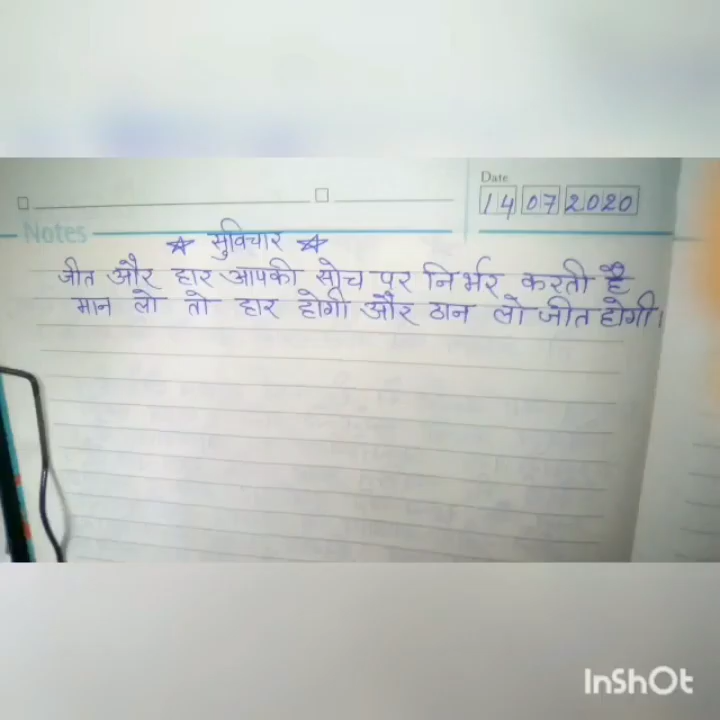 Date
14 07 2020
Notes
☆ सुविचार ☆
जीत और हार आपकी सोच पर निर्भर करती है
मान लो तो हार होगी और ठान लो जीत होगी।
InShOt